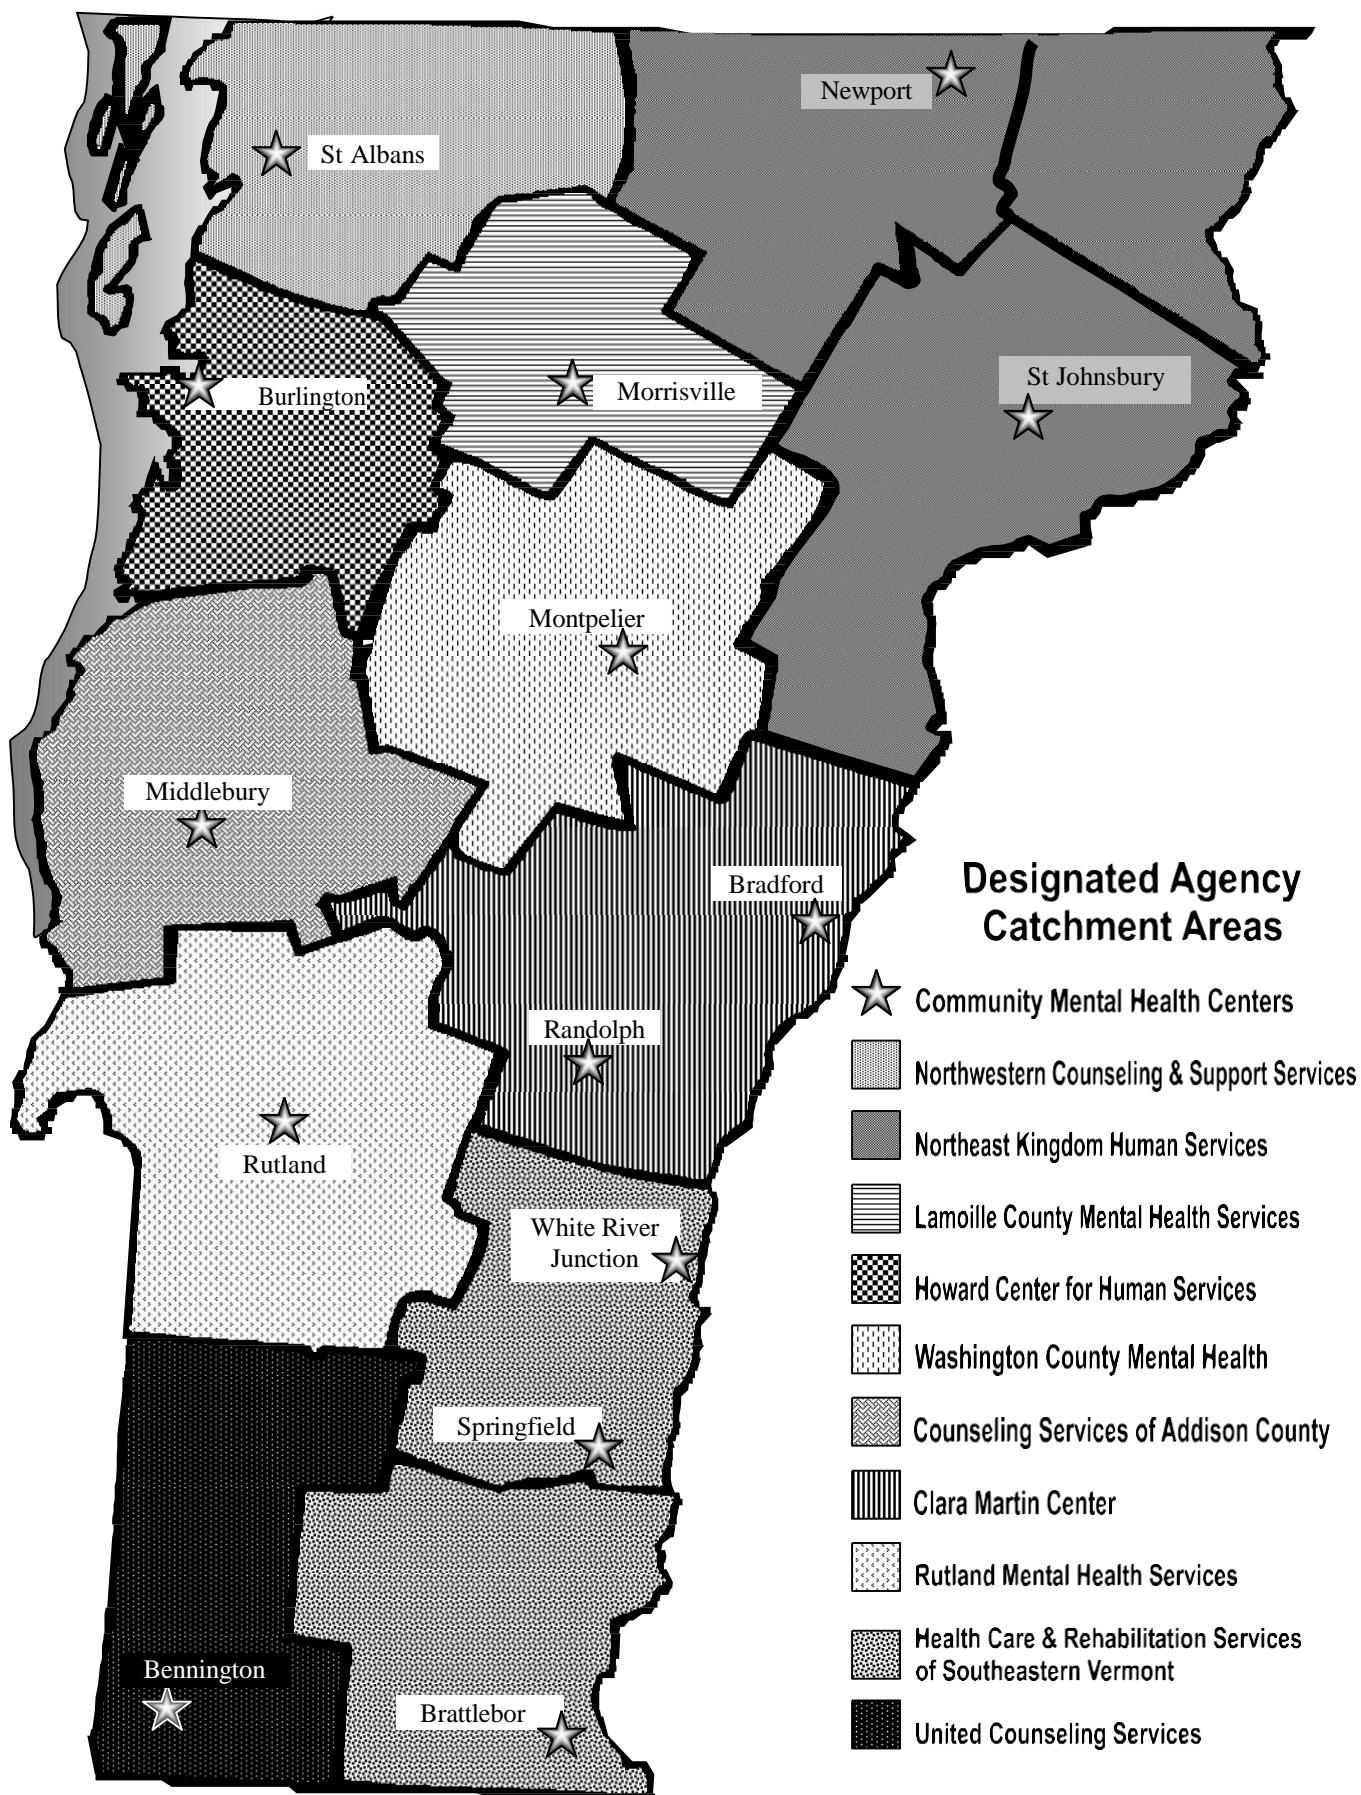 Newport
St Albans
St Johnsbury
Burlington
Morrisville
Montpelier
Middlebury
Bradford
Randolph
Rutland
White River
Junction
Springfield
Bennington
Brattlebor
Designated Agency
Catchment Areas
Community Mental Health Centers
Northwestern Counseling & Support Services
Northeast Kingdom Human Services
Lamoille County Mental Health Services
Howard Center for Human Services
Washington County Mental Health
Counseling Services of Addison County
Clara Martin Center
Rutland Mental Health Services
Health Care & Rehabilitation Services
of Southeastern Vermont
United Counseling Services